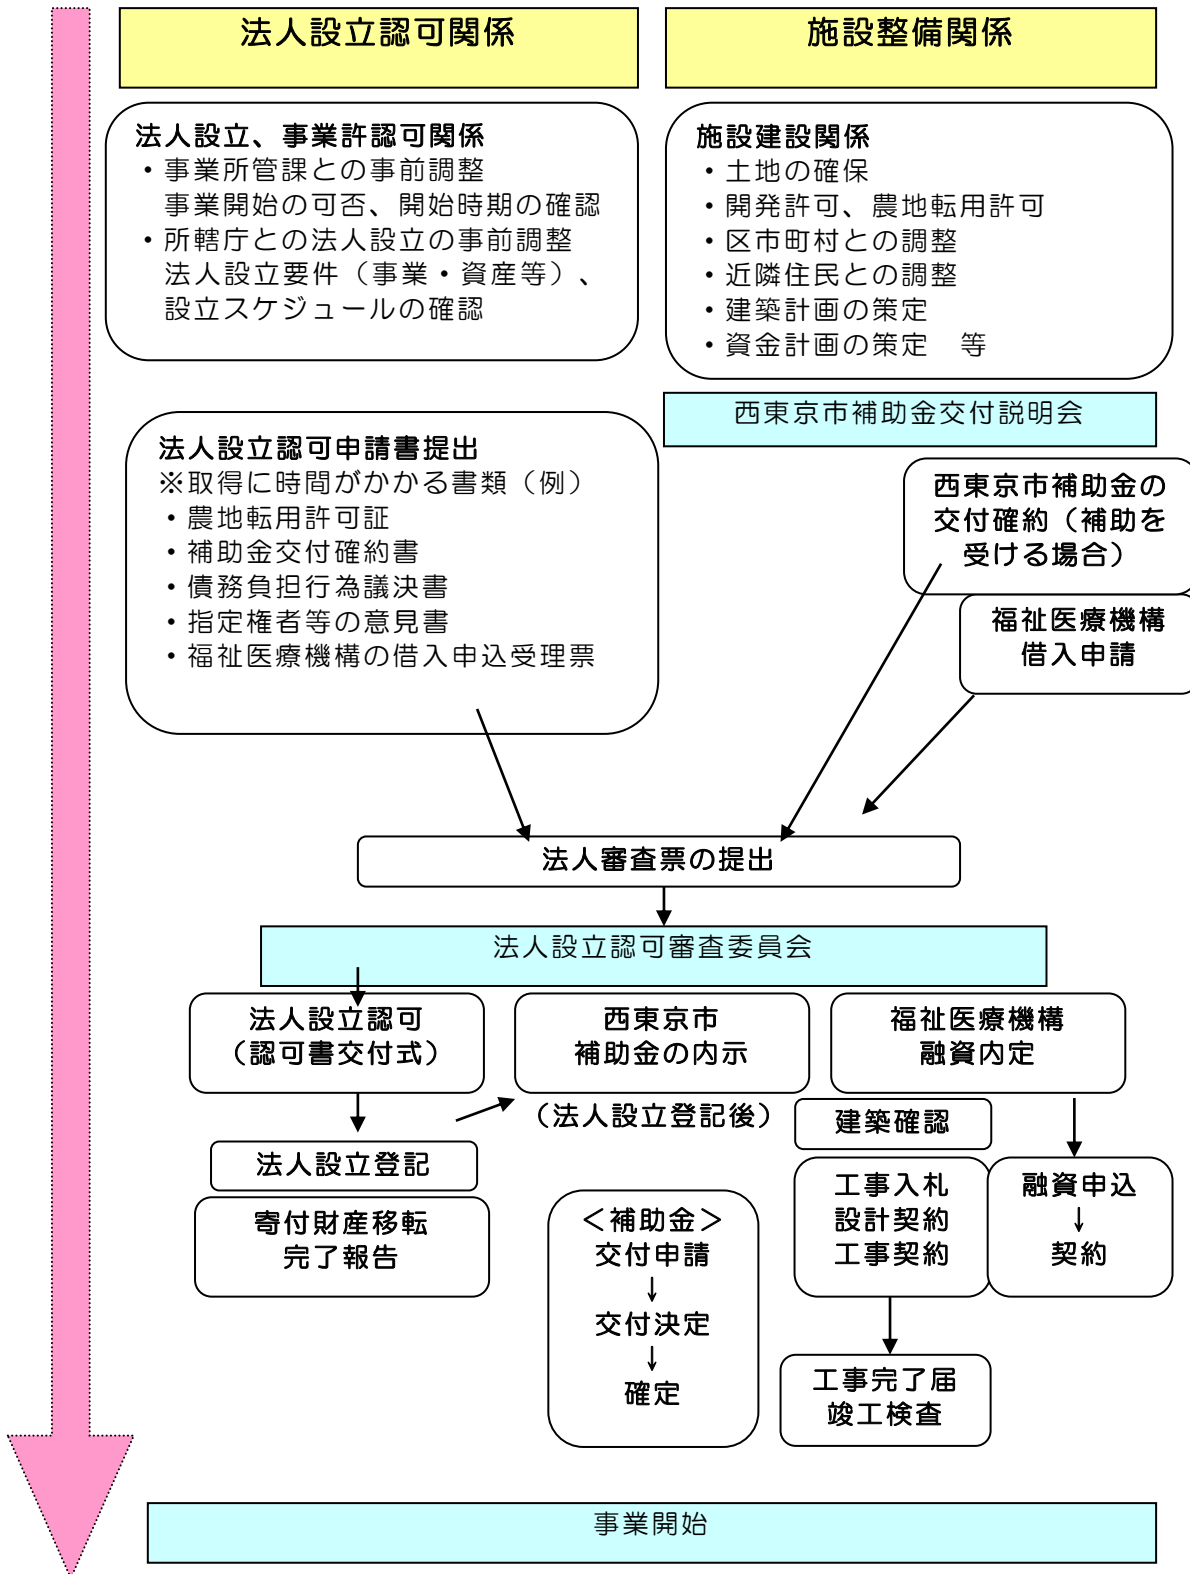 法人設立認可関係
施設整備関係
法人設立、事業許認可関係
・事業所管課との事前調整
事業開始の可否、開始時期の確認
・所轄庁との法人設立の事前調整
法人設立要件（事業・資産等）、
設立スケジュールの確認
施設建設関係
・土地の確保
・開発許可、農地転用許可
・区市町村との調整
・近隣住民との調整
・建築計画の策定
・資金計画の策定　等
西東京市補助金交付説明会
法人設立認可申請書提出
※取得に時間がかかる書類（例）
・農地転用許可証
・補助金交付確約書
・債務負担行為議決書
・指定権者等の意見書
・福祉医療機構の借入申込受理票
西東京市補助金の
交付確約（補助を
受ける場合）
福祉医療機構
借入申請
法人審査票の提出
法人設立認可審査委員会
法人設立認可
（認可書交付式）
西東京市
補助金の内示
福祉医療機構
融資内定
（法人設立登記後）
建築確認
法人設立登記
寄付財産移転
完了報告
＜補助金＞
交付申請
↓
交付決定
↓
確定
工事入札
設計契約
工事契約
融資申込
↓
契約
工事完了届
竣工検査
事業開始